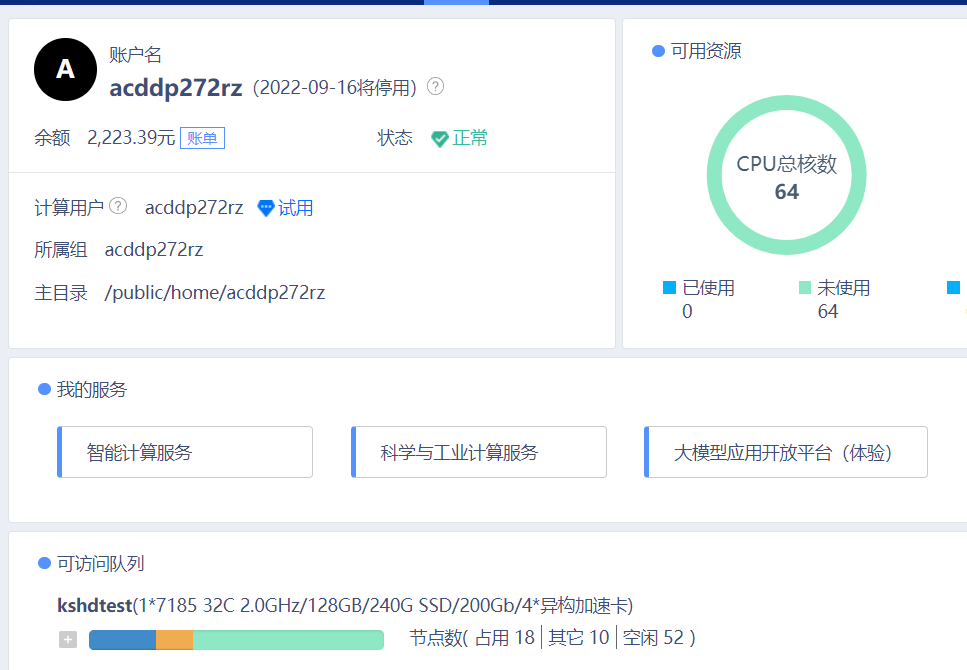 A
账户名
acddp272rz (2022-09-16将停用) ?
余额 2,223.39元 账单
状态 正常
计算用户 ? acddp272rz 试用
所属组 acddp272rz
主目录 /public/home/acddp272rz
可用资源
CPU总核数
64
已使用 未使用
0 64
我的服务
智能计算服务 科学与工业计算服务 大模型应用开放平台（体验）
可访问队列
kshdtest(1*7185 32C 2.0GHz/128GB/240G SSD/200Gb/4*异构加速卡)
节点数( 占用 18 | 其它 10 | 空闲 52 )